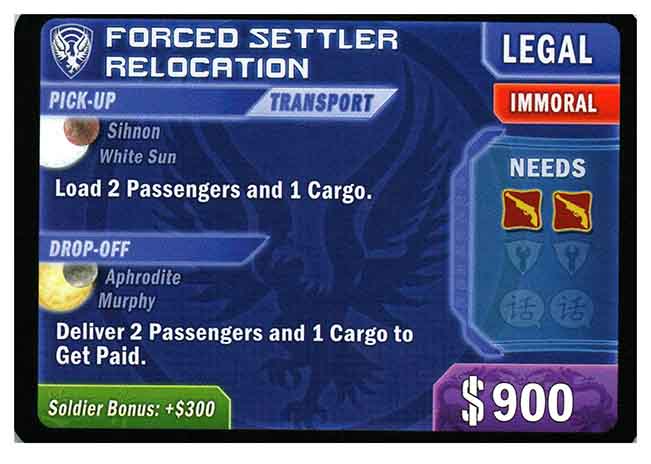 FORCED SETTLER
RELOCATION
LEGAL
IMMORAL
PICK-UP
TRANSPORT
Sihnon
White Sun
Load 2 Passengers and 1 Cargo.
NEEDS
话 话
DROP-OFF
Aphrodite
Murphy
Deliver 2 Passengers and 1 Cargo to
Get Paid.
Soldier Bonus: +$300
$900